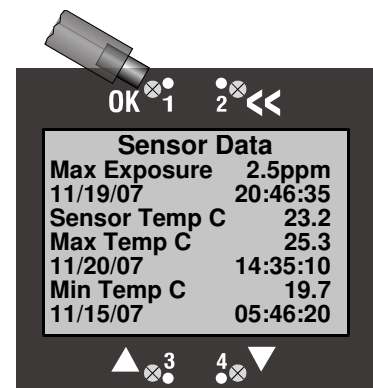 OK 1 2 <<
Sensor Data
Max Exposure 2.5ppm
11/19/07 20:46:35
Sensor Temp C 23.2
Max Temp C 25.3
11/20/07 14:35:10
Min Temp C 19.7
11/15/07 05:46:20
3 4